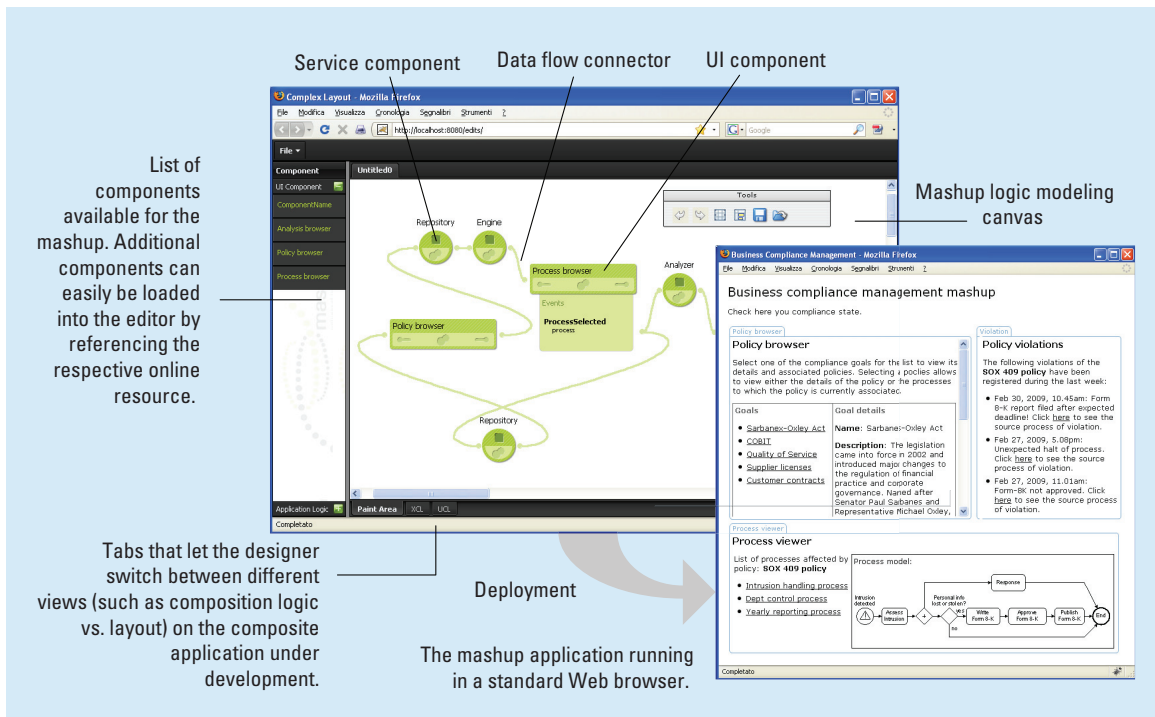 Service component
Data flow connector
UI component
List of
components
available for the
mashup. Additional
components can
easily be loaded
into the editor by
referencing the
respective online
resource.
Complex Layout - Mozilla Firefox
File Modifica Visualizza Cronologia Segnalibri Strumenti ?
http://localhost:8080/edits/
Google
File
Component
Untitled0
UI Component
ComponentName
Analysis browser
Policy browser
Process browser
Tools
Repository
Engine
Process browser
Events
ProcessSelected
process
Analyzer
Policy browser
Repository
Application Logic
Paint Area XCL UCL
Completato
Mashup logic modeling
canvas
Tabs that let the designer
switch between different
views (such as composition logic
vs. layout) on the composite
application under
development.
Deployment
The mashup application running
in a standard Web browser.
Business Compliance Management - Mozilla Firefox
File Modifica Visualizza Cronologia Segnalibri Strumenti ?
Business compliance management mashup
Check here you compliance state.
Policy browser
Policy browser
Select one of the compliance goals for the list to view its
details and associated policies. Selecting a poclies allows
to view either the details of the policy or the processes
to which the policy is currently associated.
Goals
Sarbanex-Oxley Act
COBIT
Quality of Service
Supplier licenses
Customer contracts
Goal details
Name: Sarbanes-Oxley Act
Description: The legislation
came into force in 2002 and
introduced major changes to
the regulation of financial
practice and corporate
governance. Named after
Senator Paul Sarbanes and
Representative Michael Oxley,
Violation
Policy violations
The following violations of the
SOX 409 policy have been
registered during the last week:
• Feb 30, 2009, 10.45am: Form
8-K report filed after expected
deadline! Click here to see the
source process of violation.
• Feb 27, 2009, 5.08pm:
Unexpected halt of process.
Click here to see the source
process of violation.
• Feb 27, 2009, 11.01am:
Form-8K not approved. Click
here to see the source process
of violation.
Process viewer
Process viewer
List of processes affected by
policy: SOX 409 policy
• Intrusion handling process
• Dept control process
• Yearly reporting process
Process model:
Intrusion
detected
Assess
Intrusion
+
Personal info
lost or stolen?
yes
no
Response
Write
Form 8-K
Approve
Form 8-K
Publish
Form 8-K
End
Completato